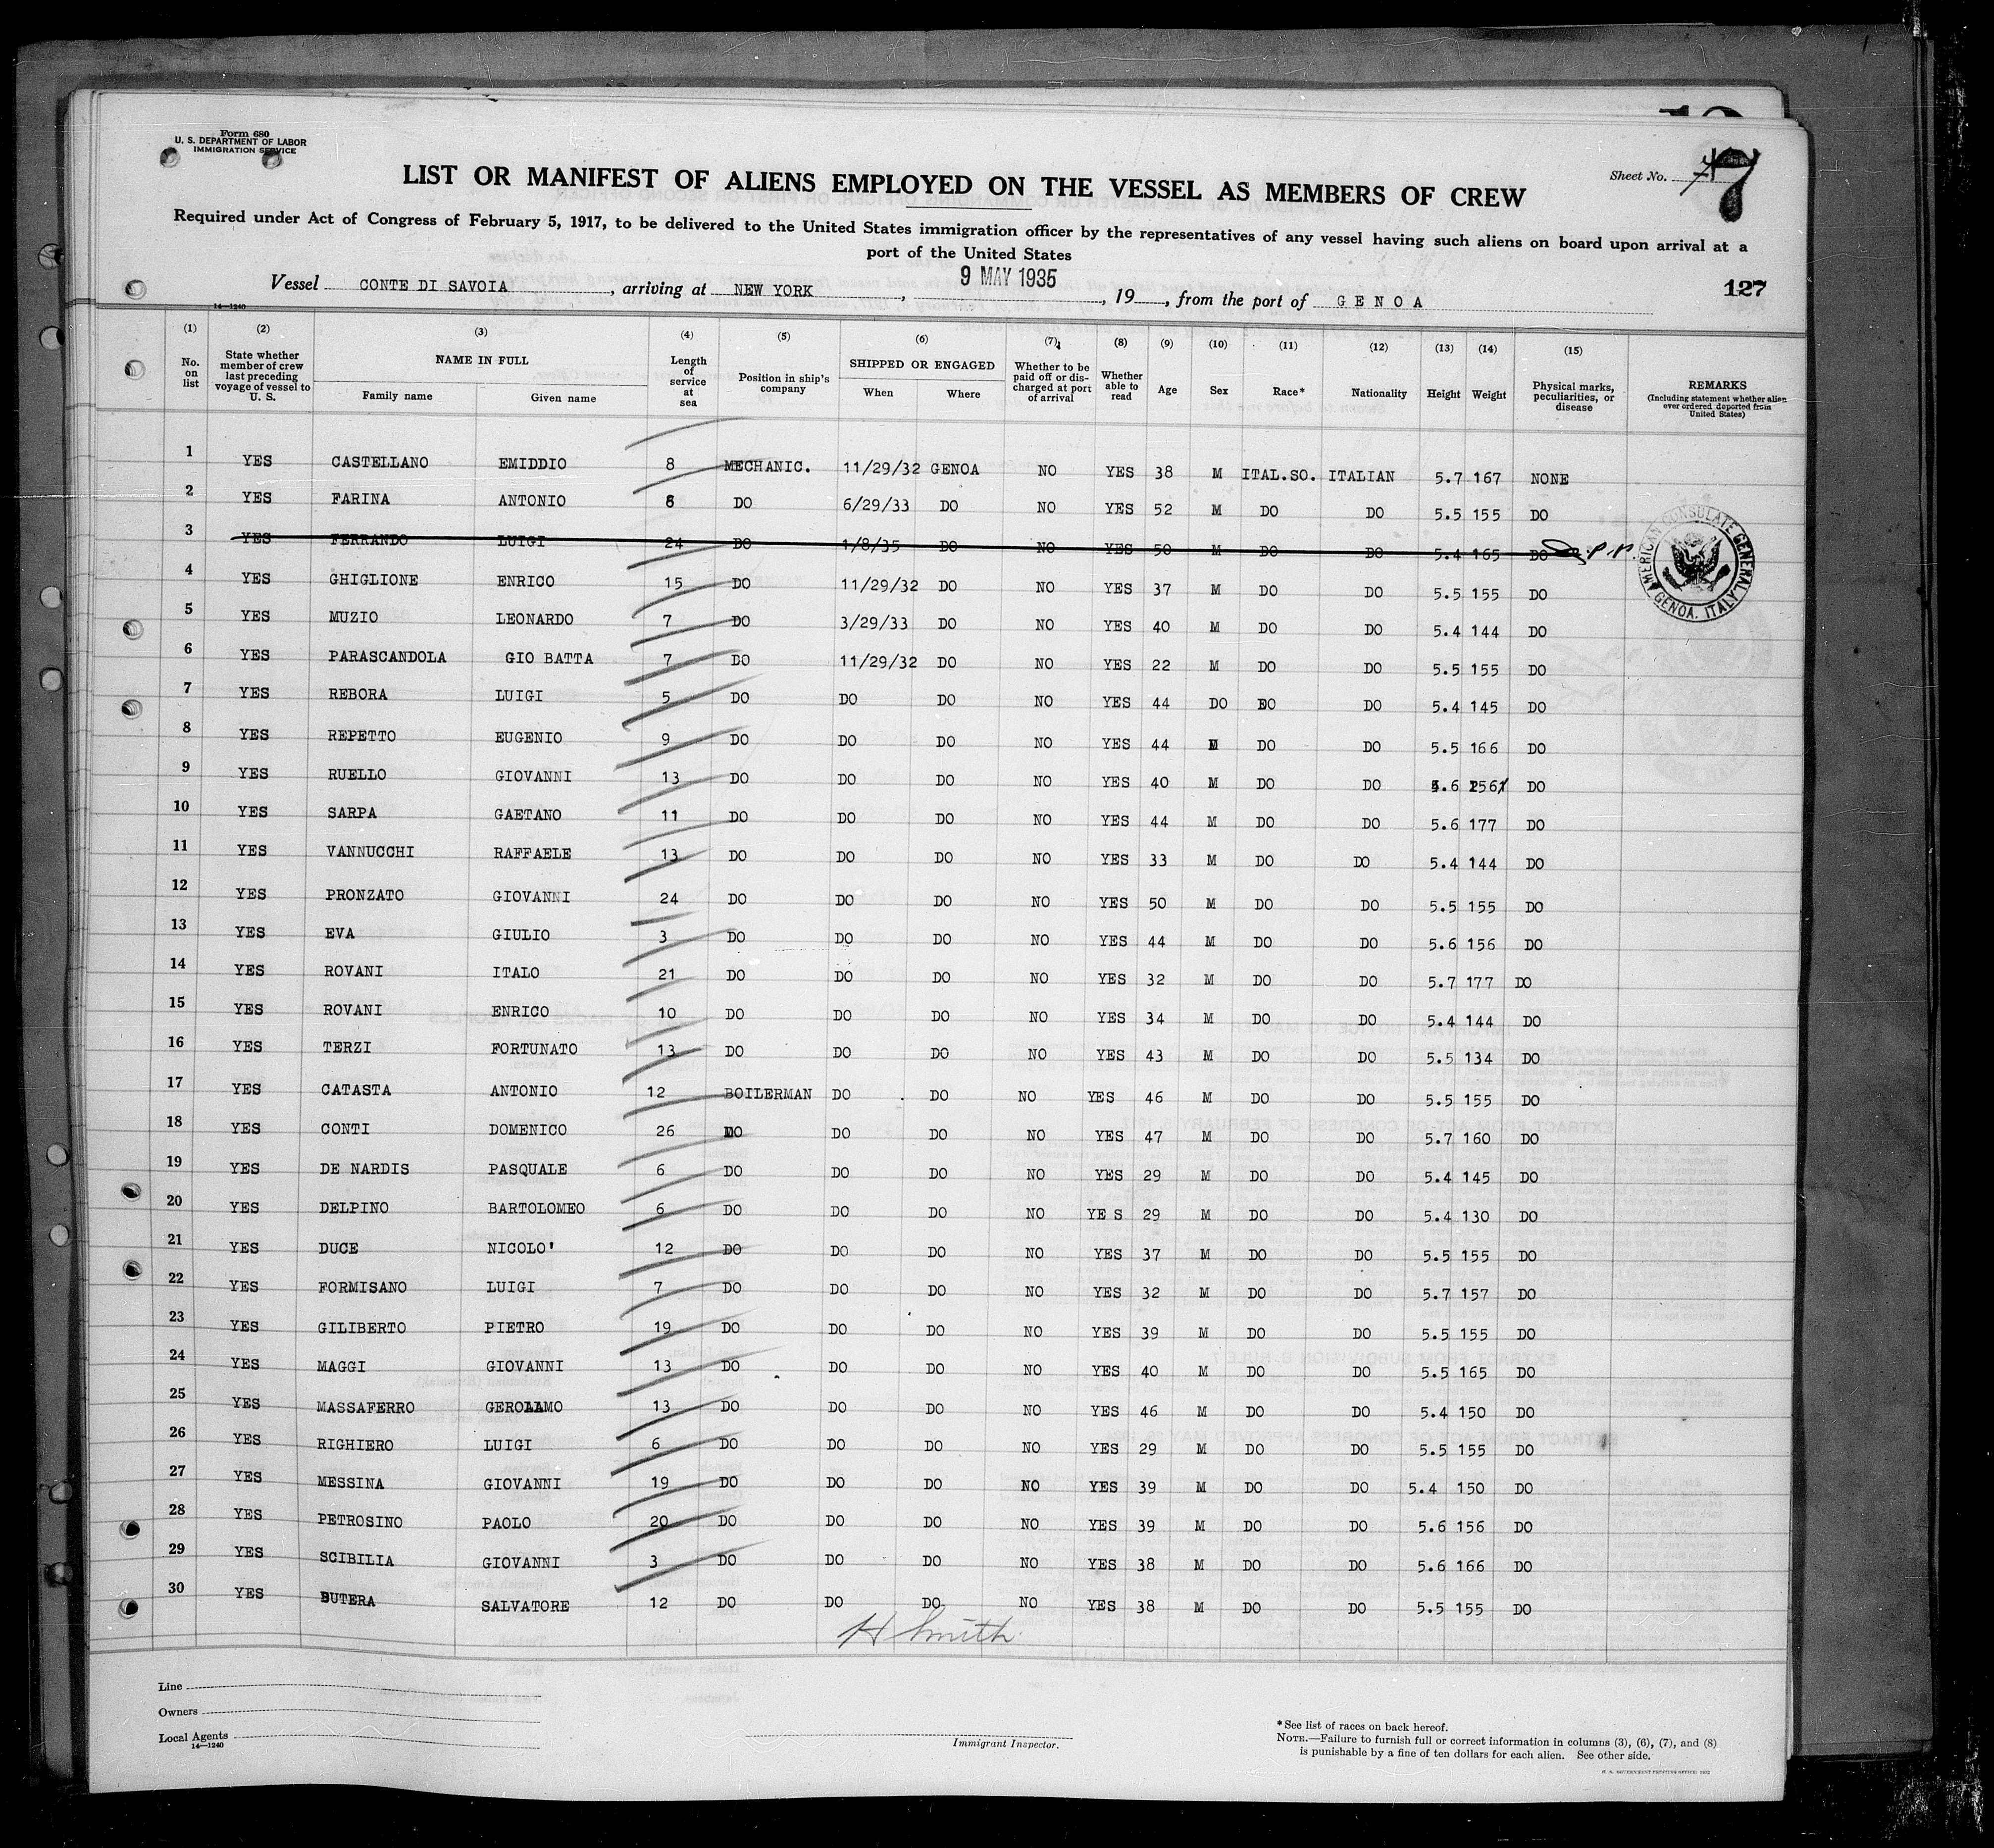 Form 680
U. S. DEPARTMENT OF LABOR
IMMIGRATION SERVICE
Sheet No. 7
LIST OR MANIFEST OF ALIENS EMPLOYED ON THE VESSEL AS MEMBERS OF CREW
Required under Act of Congress of February 5, 1917, to be delivered to the United States immigration officer by the representatives of any vessel having such aliens on board upon arrival at a
port of the United States
Vessel CONTE DI SAVOIA, arriving at NEW YORK, 9 MAY 1935, 19, from the port of GENOA
127
14—1240
(1) (2) (3) (4) (5) (6) (7) (8) (9) (10) (11) (12) (13) (14) (15)
No. on list
State whether member of crew last preceding voyage of vessel to U. S.
NAME IN FULL
Family name
Given name
Length of service at sea
Position in ship's company
SHIPPED OR ENGAGED
When
Where
Whether to be paid off or discharged at port of arrival
Whether able to read
Age
Sex
Race*
Nationality
Height
Weight
Physical marks, peculiarities, or disease
REMARKS
(Including statement whether alien ever ordered deported from United States)
1 YES CASTELLANO EMIDDIO 8 MECHANIC. 11/29/32 GENOA NO YES 38 M ITAL.SO. ITALIAN 5.7 167 NONE
2 YES FARINA ANTONIO 6 DO 6/29/33 DO NO YES 52 M DO DO 5.5 155 DO
3 YES FERRANDO LUIGI 24 DO 1/8/35 DO NO YES 50 M DO DO 5.4 165 DO
4 YES GHIGLIONE ENRICO 15 DO 11/29/32 DO NO YES 37 M DO DO 5.5 155 DO
AMERICAN CONSULATE GENERAL
GENOA, ITALY
5 YES MUZIO LEONARDO 7 DO 3/29/33 DO NO YES 40 M DO DO 5.4 144 DO
6 YES PARASCANDOLA GIO BATTA 7 DO 11/29/32 DO NO YES 22 M DO DO 5.5 155 DO
7 YES REBORA LUIGI 5 DO DO DO NO YES 44 DO DO DO 5.4 145 DO
8 YES REPETTO EUGENIO 9 DO DO DO NO YES 44 M DO DO 5.5 166 DO
9 YES RUELLO GIOVANNI 13 DO DO DO NO YES 40 M DO DO 5.6 156 DO
10 YES SARPA GAETANO 11 DO DO DO NO YES 44 M DO DO 5.6 177 DO
11 YES VANNUCCHI RAFFAELE 13 DO DO DO NO YES 33 M DO DO 5.4 144 DO
12 YES PRONZATO GIOVANNI 24 DO DO DO NO YES 50 M DO DO 5.5 155 DO
13 YES EVA GIULIO 3 DO DO DO NO YES 44 M DO DO 5.6 156 DO
14 YES ROVANI ITALO 21 DO DO DO NO YES 32 M DO DO 5.7 177 DO
15 YES ROVANI ENRICO 10 DO DO DO NO YES 34 M DO DO 5.4 144 DO
16 YES TERZI FORTUNATO 13 DO DO DO NO YES 43 M DO DO 5.5 134 DO
17 YES CATASTA ANTONIO 12 BOILERMAN DO DO NO YES 46 M DO DO 5.5 155 DO
18 YES CONTI DOMENICO 26 DO DO DO NO YES 47 M DO DO 5.7 160 DO
19 YES DE NARDIS PASQUALE 6 DO DO DO NO YES 29 M DO DO 5.4 145 DO
20 YES DELPINO BARTOLOMEO 6 DO DO DO NO YE S 29 M DO DO 5.4 130 DO
21 YES DUCE NICOLO' 12 DO DO DO NO YES 37 M DO DO 5.5 155 DO
22 YES FORMISANO LUIGI 7 DO DO DO NO YES 32 M DO DO 5.7 157 DO
23 YES GILIBERTO PIETRO 19 DO DO DO NO YES 39 M DO DO 5.5 155 DO
24 YES MAGGI GIOVANNI 13 DO DO DO NO YES 40 M DO DO 5.5 165 DO
25 YES MASSAFERRO GEROLAMO 13 DO DO DO NO YES 46 M DO DO 5.4 150 DO
26 YES RIGHIERO LUIGI 6 DO DO DO NO YES 29 M DO DO 5.5 155 DO
27 YES MESSINA GIOVANNI 19 DO DO DO NO YES 39 M DO DO 5.4 150 DO
28 YES PETROSINO PAOLO 20 DO DO DO NO YES 39 M DO DO 5.6 156 DO
29 YES SCIBILIA GIOVANNI 3 DO DO DO NO YES 38 M DO DO 5.6 166 DO
30 YES BUTERA SALVATORE 12 DO DO DO NO YES 38 M DO DO 5.5 155 DO
H Smith
Line
Owners
Local Agents
14—1240
Immigrant Inspector.
*See list of races on back hereof.
NOTE.—Failure to furnish full or correct information in columns (3), (6), (7), and (8)
is punishable by a fine of ten dollars for each alien. See other side.